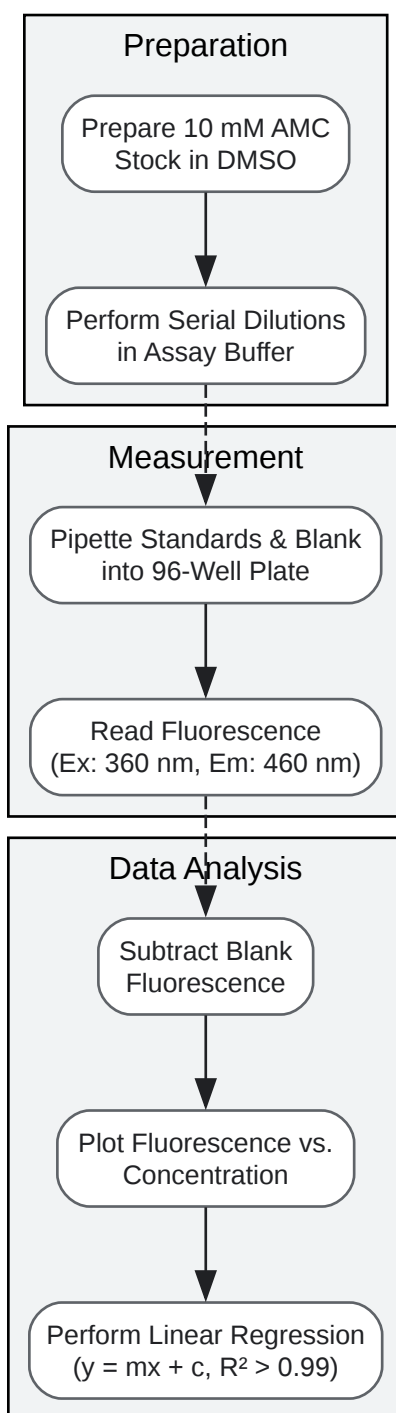 Preparation
Prepare 10 mM AMC
Stock in DMSO
Perform Serial Dilutions
in Assay Buffer
Measurement
Pipette Standards & Blank
into 96-Well Plate
Read Fluorescence
(Ex: 360 nm, Em: 460 nm)
Data Analysis
Subtract Blank
Fluorescence
Plot Fluorescence vs.
Concentration
Perform Linear Regression
(y = mx + c, R² > 0.99)